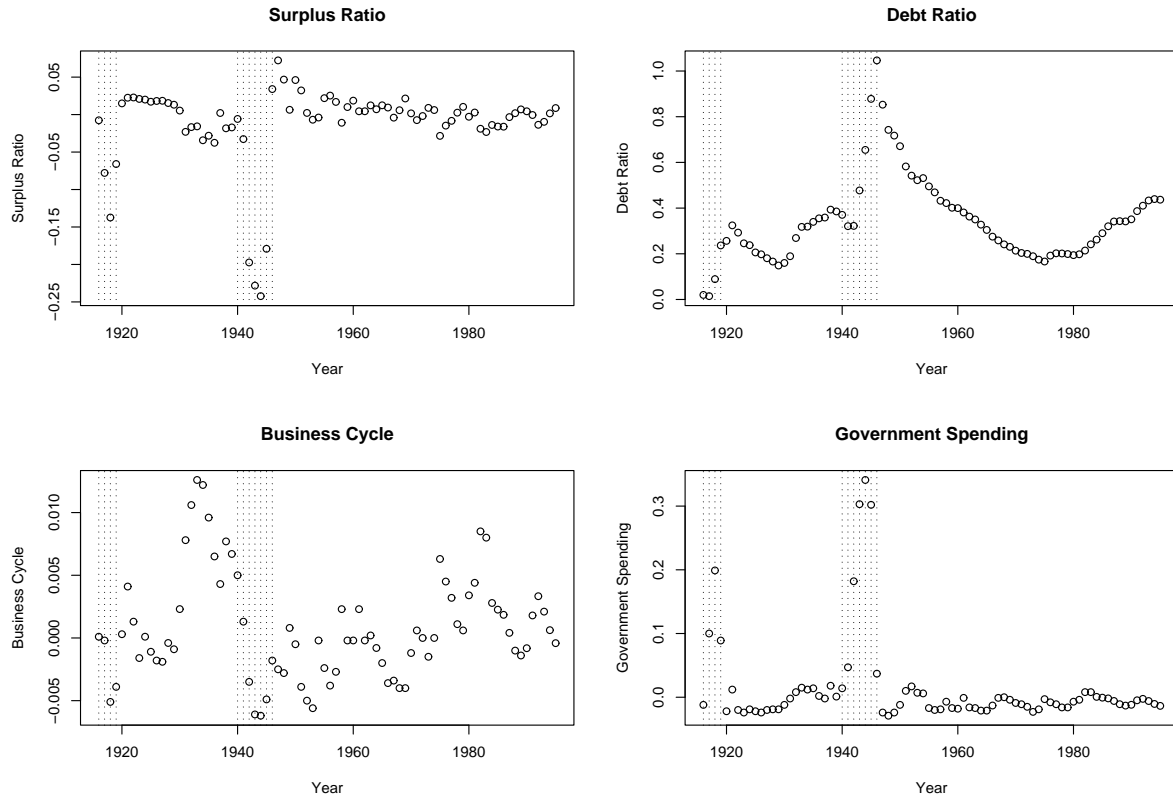 Surplus Ratio
Surplus Ratio
0.05
−0.05
−0.15
−0.25
1920 1940 1960 1980
Year
Debt Ratio
Debt Ratio
1.0
0.8
0.6
0.4
0.2
0.0
1920 1940 1960 1980
Year
Business Cycle
Business Cycle
0.010
0.005
0.000
−0.005
1920 1940 1960 1980
Year
Government Spending
Government Spending
0.3
0.2
0.1
0.0
1920 1940 1960 1980
Year